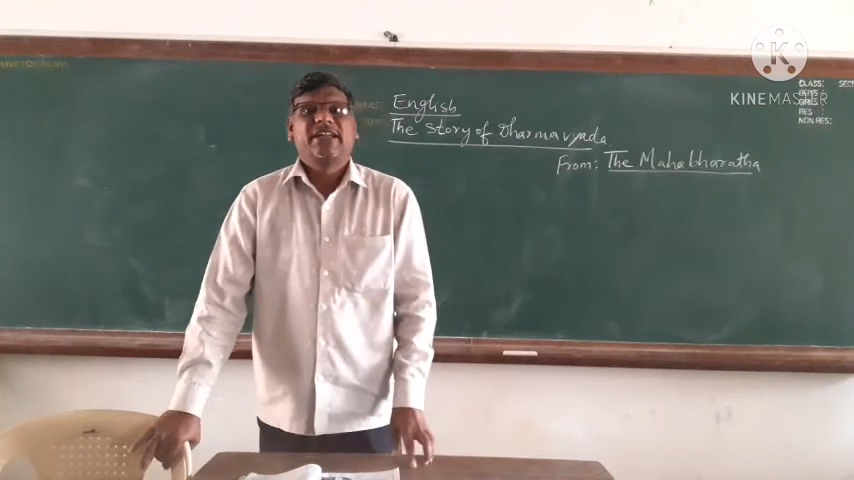 English
The Story of Dharmavyada
From: The Mahabharatha
K
KINEMASTER
CLASS:
BOYS
GIRLS
RES :
NON RES: